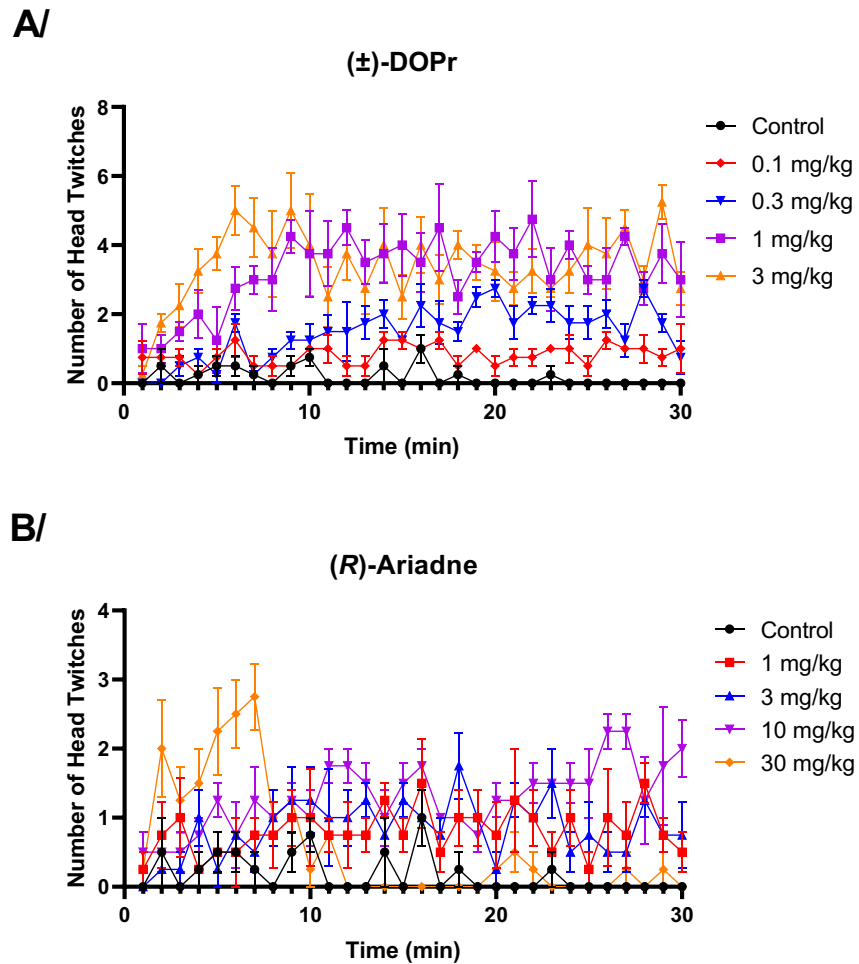 A/
(±)-DOPr
Number of Head Twitches
8
6
4
2
0
0
10
20
30
Time (min)
Control
0.1 mg/kg
0.3 mg/kg
1 mg/kg
3 mg/kg
B/
(R)-Ariadne
Number of Head Twitches
4
3
2
1
0
0
10
20
30
Time (min)
Control
1 mg/kg
3 mg/kg
10 mg/kg
30 mg/kg